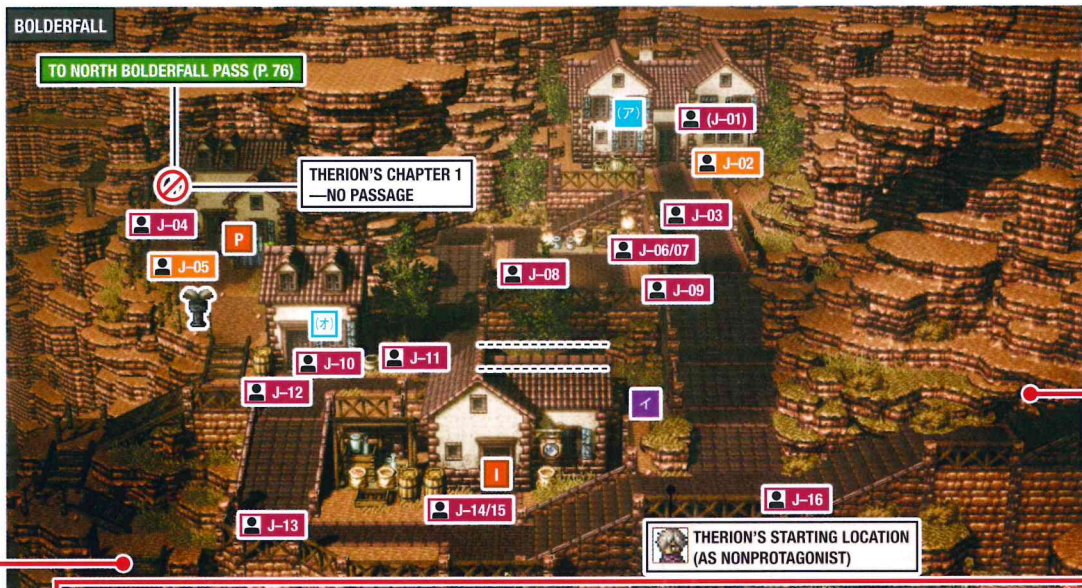 BOLDERFALL
TO NORTH BOLDERFALL PASS (P. 76)
(ア)
(J–01)
J–02
THERION'S CHAPTER 1
—NO PASSAGE
J–03
J–04
P
J–06/07
J–05
J–08
J–09
(オ)
J–10
J–11
J–12
イ
I
J–14/15
J–16
J–13
THERION'S STARTING LOCATION
(AS NONPROTAGONIST)